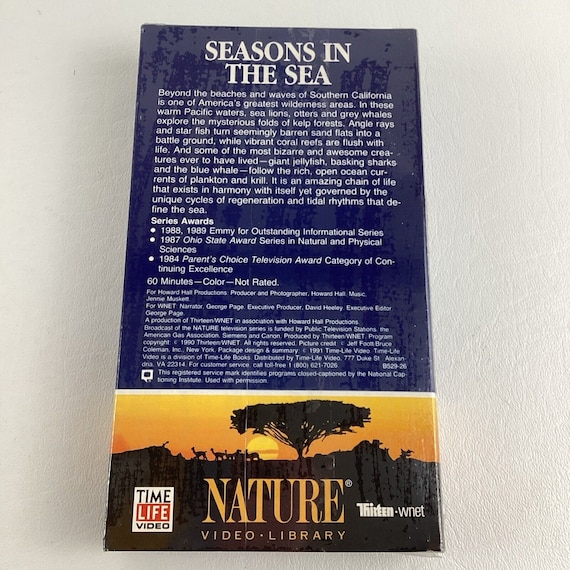 SEASONS IN
THE SEA
Beyond the beaches and waves of Southern California
is one of America's greatest wilderness areas. In these
warm Pacific waters, sea lions, otters and grey whales
explore the mysterious folds of kelp forests. Angle rays
and star fish turn seemingly barren sand flats into a
battle ground, while vibrant coral reefs are flush with
life. And some of the most bizarre and awesome crea-
tures ever to have lived—giant jellyfish, basking sharks
and the blue whale—follow the rich, open ocean cur-
rents of plankton and krill. It is an amazing chain of life
that exists in harmony with itself yet governed by the
unique cycles of regeneration and tidal rhythms that de-
fine the sea.
Series Awards
• 1988, 1989 Emmy for Outstanding Informational Series
• 1987 Ohio State Award Series in Natural and Physical
Sciences
• 1984 Parent's Choice Television Award Category of Con-
tinuing Excellence
60 Minutes—Color—Not Rated.
For Howard Hall Productions: Producer and Photographer, Howard Hall. Music,
Jennie Muskett.
For WNET: Narrator, George Page. Executive Producer, David Heeley. Executive Editor
George Page.
A production of Thirteen/WNET in association with Howard Hall Productions.
Broadcast of the NATURE television series is funded by Public Television Stations, the
American Gas Association, Siemens and Canon. Produced by Thirteen/WNET. Program
copyright © 1990 Thirteen/WNET. All rights reserved. Picture credit: © Jeff Foott/Bruce
Coleman, Inc., New York. Package design & summary: © 1991 Time-Life Video. Time-Life
Video is a division of Time-Life Books. Distributed by Time-Life Video, 777 Duke St. Alexan-
dria, VA 22314. For customer service, call toll-free 1 (800) 621-7026. B529-26
This registered service mark identifies programs closed-captioned by the National Cap-
tioning Institute. Used with permission.
TIME
LIFE
VIDEO
NATURE®
VIDEO·LIBRARY
Thirteen·wnet